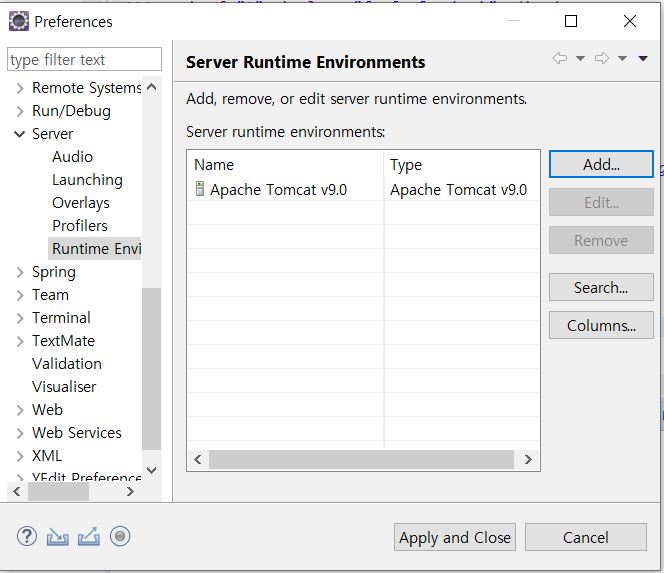 Preferences
type filter text
Remote Systems
Run/Debug
Server
Audio
Launching
Overlays
Profilers
Runtime Envi
Spring
Team
Terminal
TextMate
Validation
Visualiser
Web
Web Services
XML
YEdit Preference
Server Runtime Environments
Add, remove, or edit server runtime environments.
Server runtime environments:
Name Type
Apache Tomcat v9.0 Apache Tomcat v9.0
Add...
Edit...
Remove
Search...
Columns...
Apply and Close Cancel